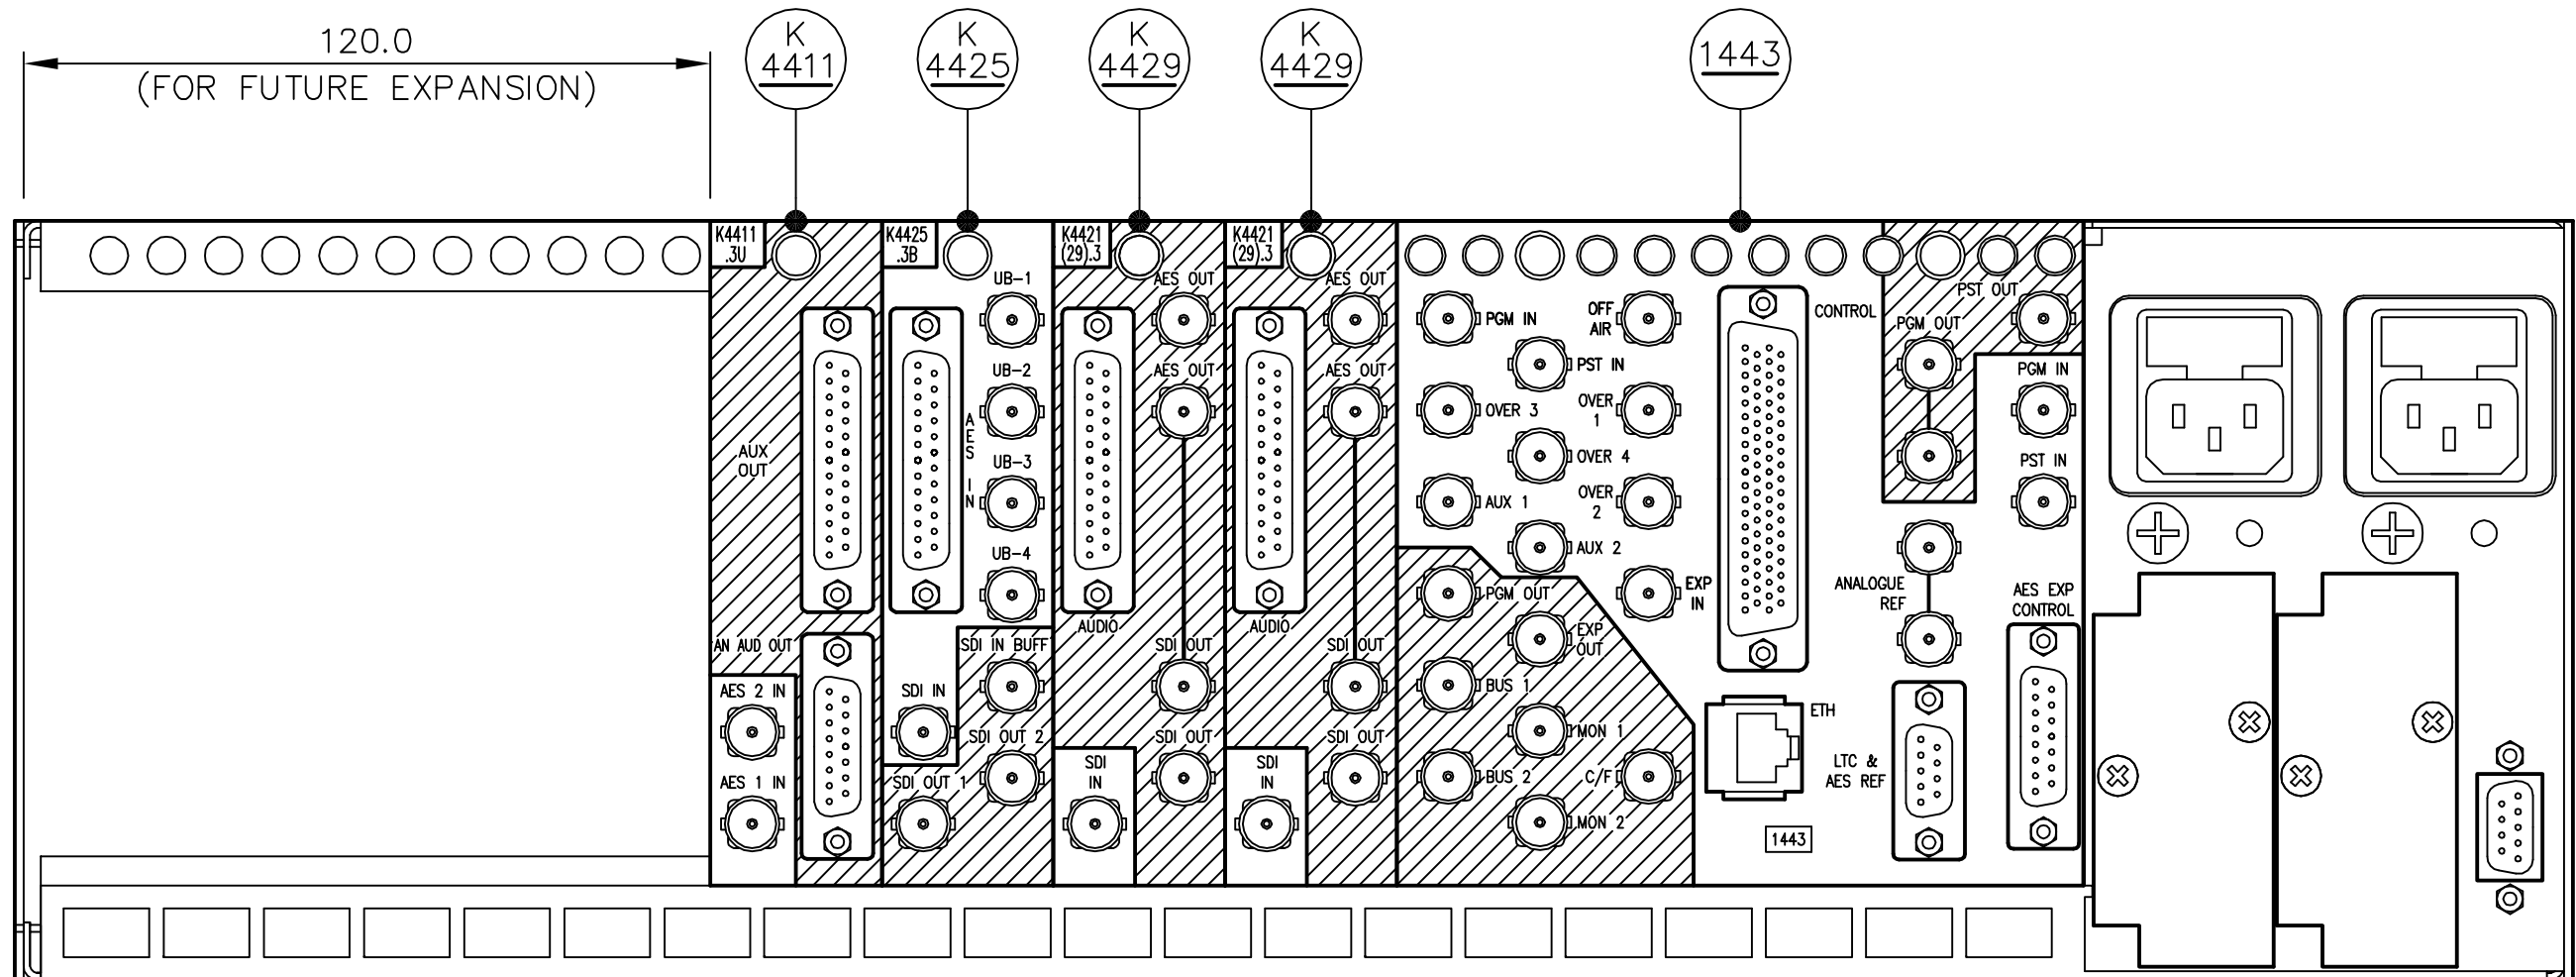 120.0
(FOR FUTURE EXPANSION)
K
4411
K
4425
K
4429
K
4429
1443
K4411
.3U
AUX
OUT
AN AUD OUT
AES 2 IN
AES 1 IN
K4425
.3B
UB-1
UB-2
UB-3
UB-4
AES IN
SDI IN BUFF
SDI IN
SDI OUT 2
SDI OUT 1
K4421
(29).3
AES OUT
AES OUT
AUDIO
SDI OUT
SDI OUT
SDI
IN
K4421
(29).3
AES OUT
AES OUT
AUDIO
SDI OUT
SDI OUT
SDI
IN
PGM IN
OFF
AIR
PST IN
OVER 3
OVER
1
OVER 4
AUX 1
OVER
2
AUX 2
PGM OUT
EXP
IN
EXP
OUT
BUS 1
MON 1
BUS 2
C/F
MON 2
CONTROL
ETH
1443
PST OUT
PGM OUT
PGM IN
PST IN
ANALOGUE
REF
AES EXP
CONTROL
LTC &
AES REF